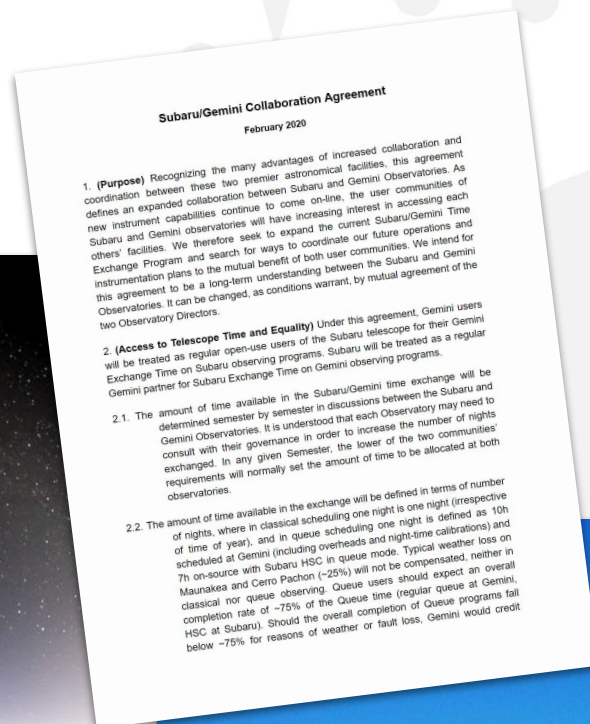 Subaru/Gemini Collaboration Agreement
February 2020
1. (Purpose) Recognizing the many advantages of increased collaboration and
coordination between these two premier astronomical facilities, this agreement
defines an expanded collaboration between Subaru and Gemini Observatories. As
new instrument capabilities continue to come on-line, the user communities of
Subaru and Gemini observatories will have increasing interest in accessing each
others' facilities. We therefore seek to expand the current Subaru/Gemini Time
Exchange Program and search for ways to coordinate our future operations and
instrumentation plans to the mutual benefit of both user communities. We intend for
this agreement to be a long-term understanding between the Subaru and Gemini
Observatories. It can be changed, as conditions warrant, by mutual agreement of the
two Observatory Directors.
2. (Access to Telescope Time and Equality) Under this agreement, Gemini users
will be treated as regular open-use users of the Subaru telescope for their Gemini
Exchange Time on Subaru observing programs. Subaru will be treated as a regular
Gemini partner for Subaru Exchange Time on Gemini observing programs.
2.1. The amount of time available in the Subaru/Gemini time exchange will be
determined semester by semester in discussions between the Subaru and
Gemini Observatories. It is understood that each Observatory may need to
consult with their governance in order to increase the number of nights
exchanged. In any given Semester, the lower of the two communities'
requirements will normally set the amount of time to be allocated at both
observatories.
2.2. The amount of time available in the exchange will be defined in terms of number
of nights, where in classical scheduling one night is one night (irrespective
of time of year), and in queue scheduling one night is defined as 10h
scheduled at Gemini (including overheads and night-time calibrations) and
7h on-source with Subaru HSC in queue mode. Typical weather loss on
Maunakea and Cerro Pachon (~25%) will not be compensated, neither in
classical nor queue observing. Queue users should expect an overall
completion rate of ~75% of the Queue time (regular queue at Gemini,
HSC at Subaru). Should the overall completion of Queue programs fall
below ~75% for reasons of weather or fault loss, Gemini would credit